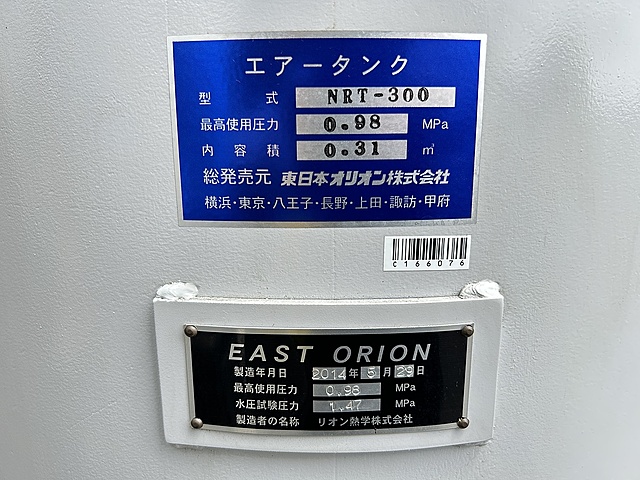 エアータンク
型 式 NRT-300
最高使用圧力 0.98 MPa
内容積 0.31 ㎥
総発売元 東日本オリオン株式会社
横浜・東京・八王子・長野・上田・諏訪・甲府
C166076
EAST ORION
製造年月日 2014年 5月 29日
最高使用圧力 0.98 MPa
水圧試験圧力 1.47 MPa
製造者の名称 リオン熱学株式会社